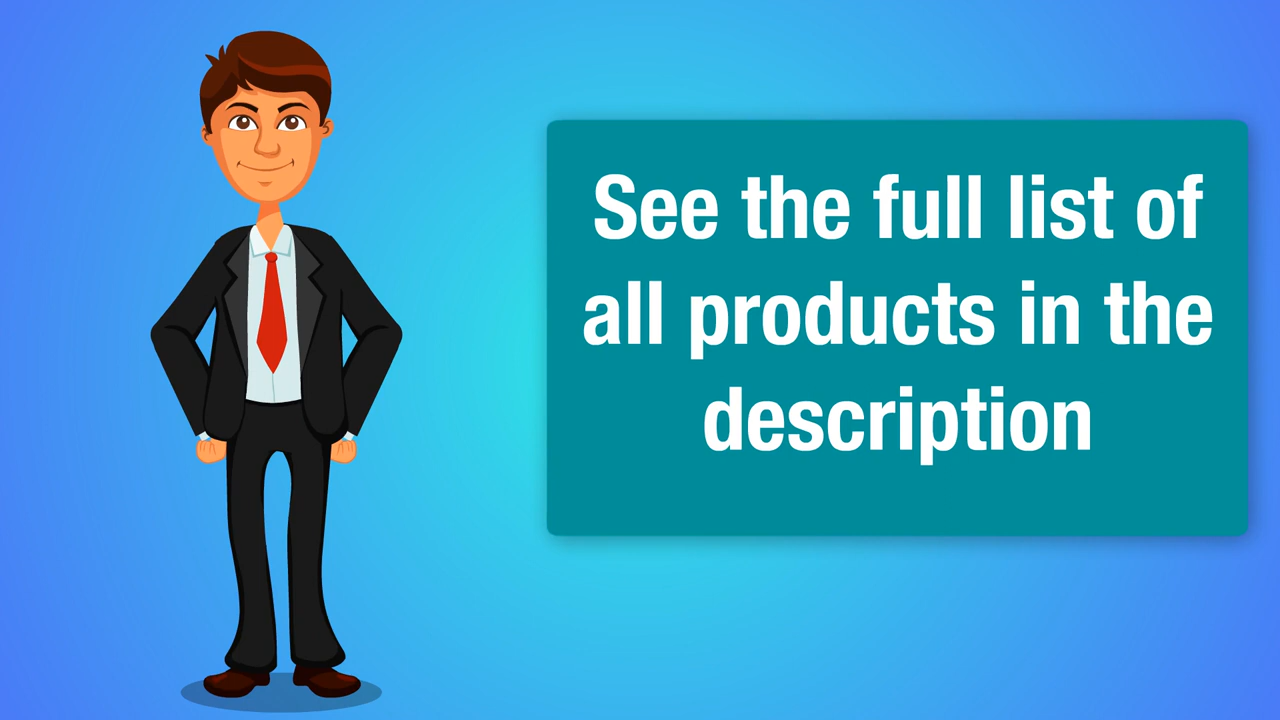 See the full list of
all products in the
description